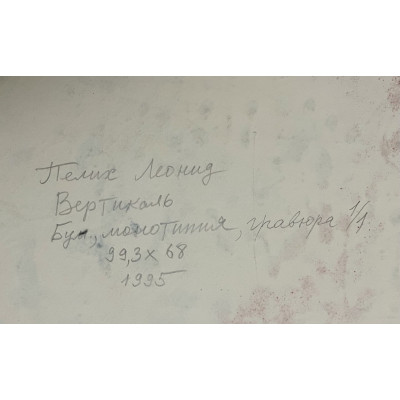 Пелих Леонид
Вертикаль
Бум, монотипия, гравюра 1/1.
99,3 х 68
1995